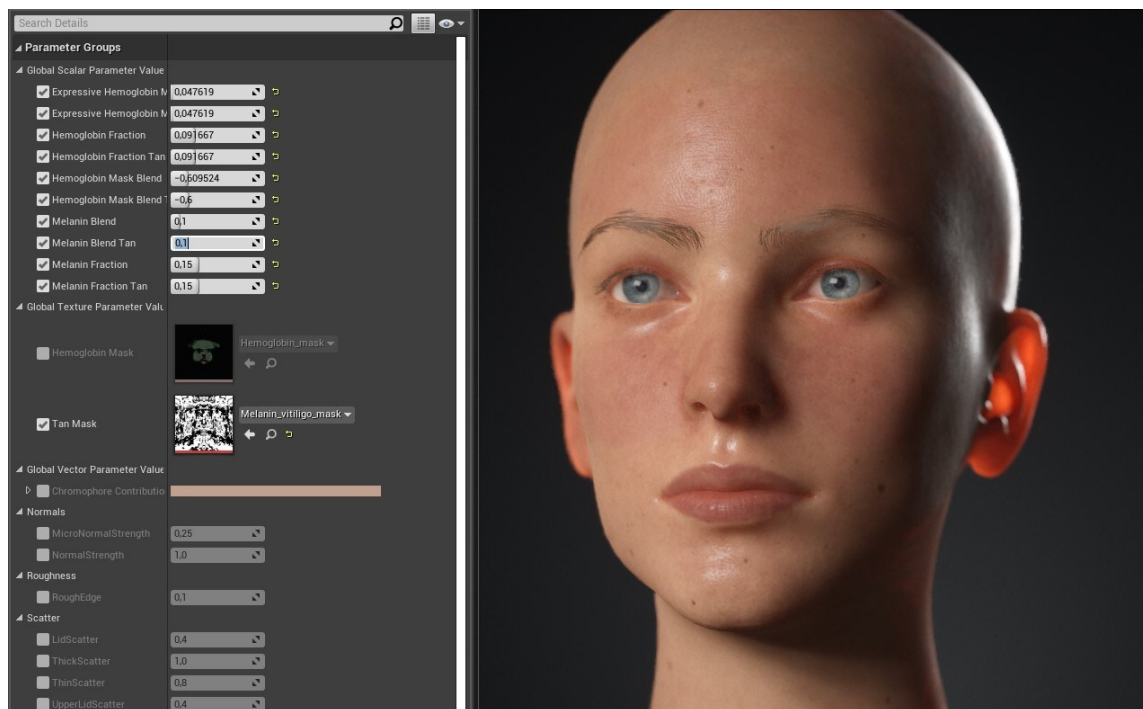 Search Details
Parameter Groups
Global Scalar Parameter Value
Expressive Hemoglobin M 0,047619
Expressive Hemoglobin M 0,047619
Hemoglobin Fraction 0,091667
Hemoglobin Fraction Tan 0,091667
Hemoglobin Mask Blend -0,609524
Hemoglobin Mask Blend T -0,6
Melanin Blend 0,1
Melanin Blend Tan 0,1
Melanin Fraction 0,15
Melanin Fraction Tan 0,15
Global Texture Parameter Valu
Hemoglobin Mask Hemoglobin_mask
Tan Mask Melanin_vitiligo_mask
Global Vector Parameter Value
Chromophore Contributio
Normals
MicroNormalStrength 0,25
NormalStrength 1,0
Roughness
RoughEdge 0,1
Scatter
LidScatter 0,4
ThickScatter 1,0
ThinScatter 0,8
UpperLidScatter 0,4